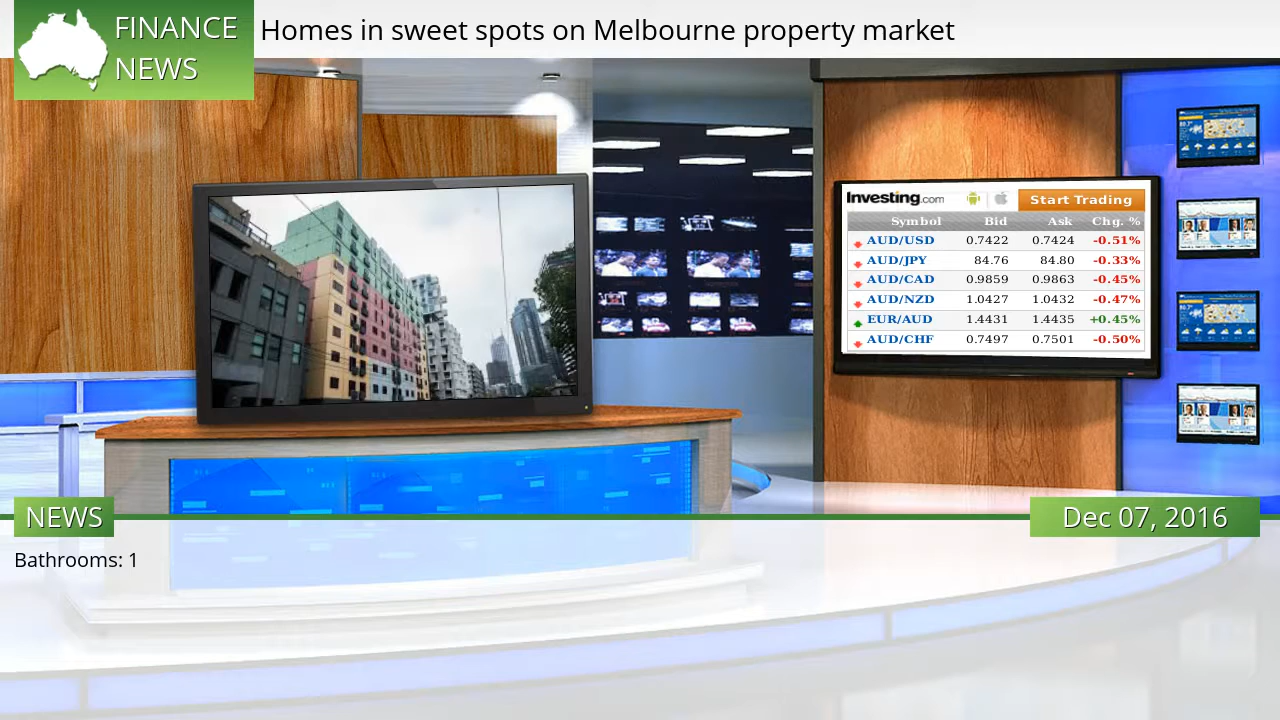 FINANCE
NEWS
Homes in sweet spots on Melbourne property market
Investing.com
Start Trading
Symbol Bid Ask Chg. %
AUD/USD 0.7422 0.7424 -0.51%
AUD/JPY 84.76 84.80 -0.33%
AUD/CAD 0.9859 0.9863 -0.45%
AUD/NZD 1.0427 1.0432 -0.47%
EUR/AUD 1.4431 1.4435 +0.45%
AUD/CHF 0.7497 0.7501 -0.50%
NEWS
Dec 07, 2016
Bathrooms: 1